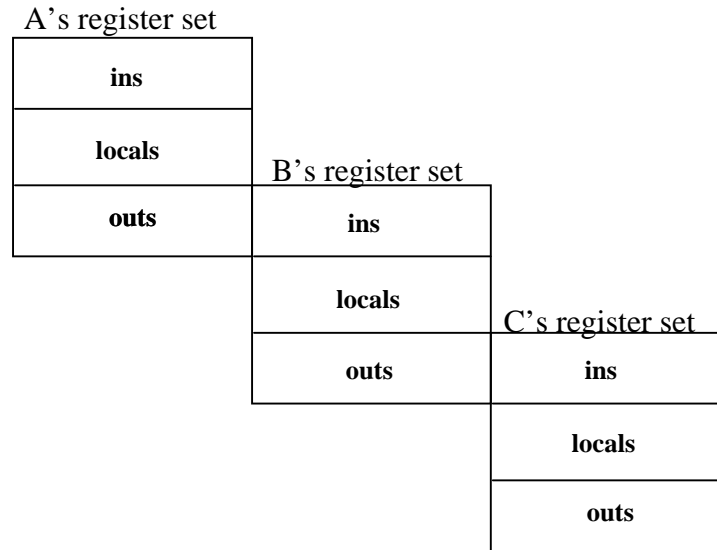 A’s register set
ins
locals
B’s register set
outs
ins
locals
C’s register set
outs
ins
locals
outs